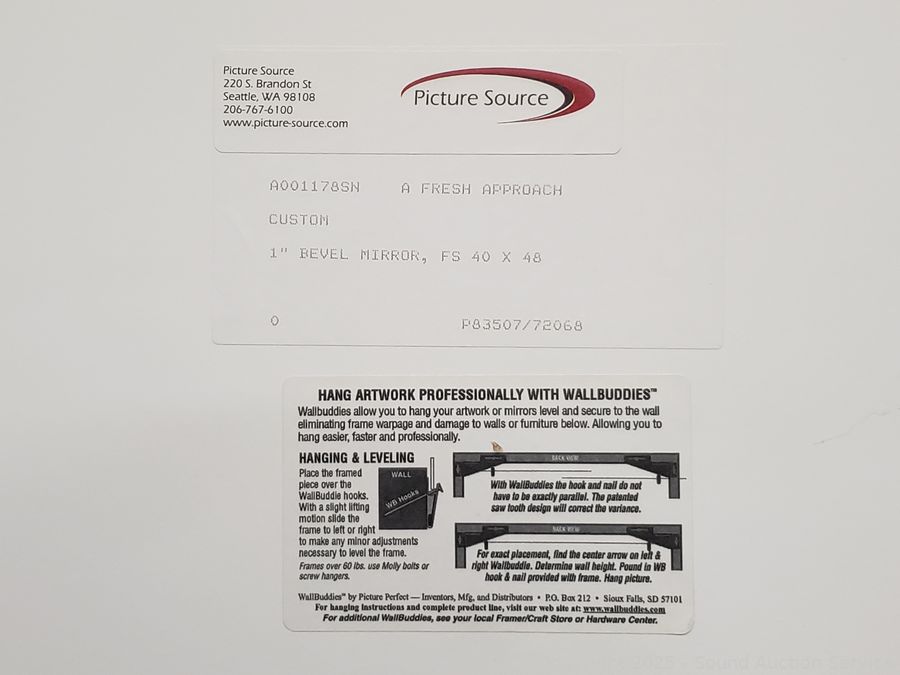 Picture Source
220 S. Brandon St
Seattle, WA 98108
206-767-6100
www.picture-source.com
Picture Source
A001178SN A FRESH APPROACH
CUSTOM
1" BEVEL MIRROR, FS 40 X 48
0 P83507/72068
HANG ARTWORK PROFESSIONALLY WITH WALLBUDDIES™
Wallbuddies allow you to hang your artwork or mirrors level and secure to the wall
eliminating frame warpage and damage to walls or furniture below. Allowing you to
hang easier, faster and professionally.
HANGING & LEVELING
Place the framed
piece over the
WallBuddie hooks.
With a slight lifting
motion slide the
frame to left or right
to make any minor adjustments
necessary to level the frame.
Frames over 60 lbs. use Molly bolts or
screw hangers.
WALL
WB Hooks
BACK VIEW
With WallBuddies the hook and nail do not
have to be exactly parallel. The patented
saw tooth design will correct the variance.
BACK VIEW
For exact placement, find the center arrow on left &
right Wallbuddie. Determine wall height. Pound in WB
hook & nail provided with frame. Hang picture.
WallBuddies™ by Picture Perfect — Inventors, Mfg, and Distributors • P.O. Box 212 • Sioux Falls, SD 57101
For hanging instructions and complete product line, visit our web site at: www.wallbuddies.com
For additional WallBuddies, see your local Framer/Craft Store or Hardware Center.
2025 - Sound Auction Service